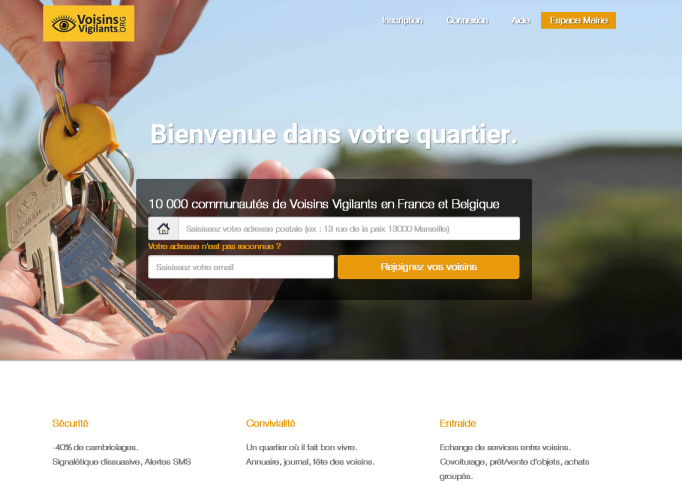 Voisins
Vigilants.ORG
Inscription
Connexion
Aide
Espace Mairie
Bienvenue dans votre quartier.
10 000 communautés de Voisins Vigilants en France et Belgique
Saisissez votre adresse postale (ex : 13 rue de la paix 13000 Marseille)
Votre adresse n'est pas reconnue ?
Saisissez votre email
Rejoignez vos voisins
Sécurité
-40% de cambriolages.
Signalétique dissuasive, Alertes SMS
Convivialité
Un quartier où il fait bon vivre.
Annuaire, journal, fête des voisins.
Entraide
Echange de services entre voisins.
Covoiturage, prêt/vente d'objets, achats
groupés.